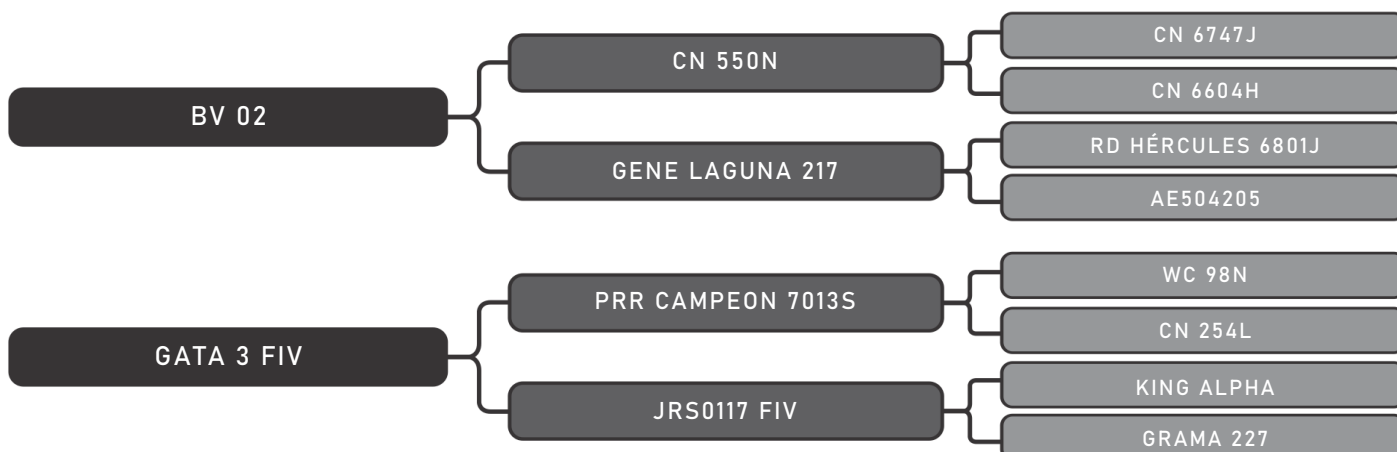 BV 02
CN 550N
CN 6747J
CN 6604H
GENE LAGUNA 217
RD HÉRCULES 6801J
AE504205
GATA 3 FIV
PRR CAMPEON 7013S
WC 98N
CN 254L
JRS0117 FIV
KING ALPHA
GRAMA 227